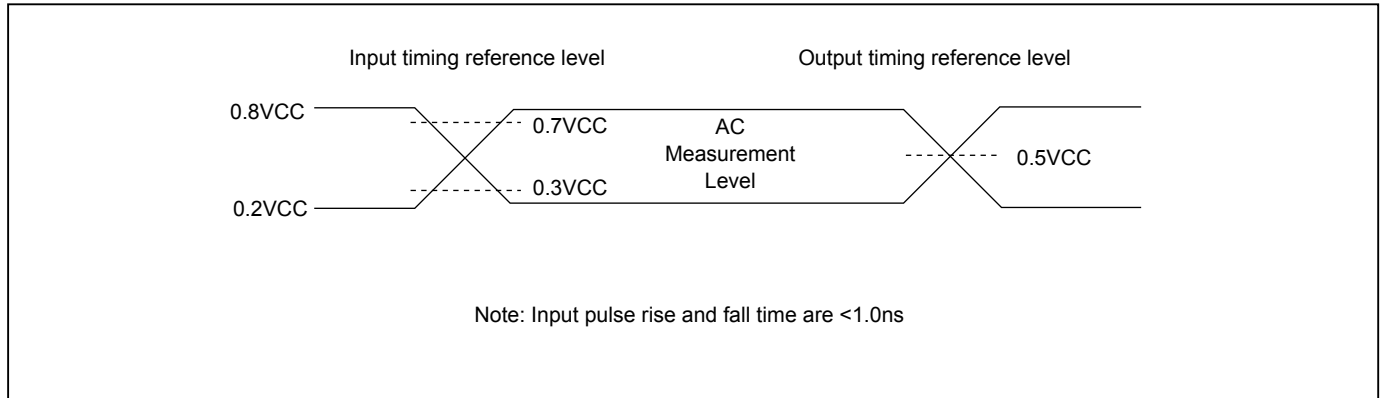 Input timing reference level
Output timing reference level
0.8VCC
0.7VCC
AC
Measurement
Level
0.5VCC
0.3VCC
0.2VCC
Note: Input pulse rise and fall time are <1.0ns